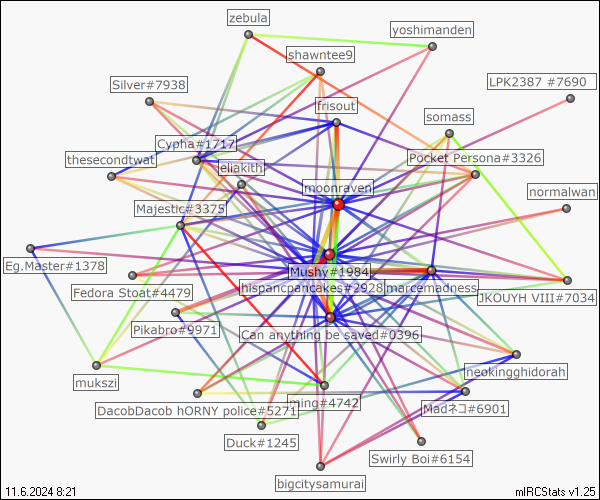 zebula
yoshimanden
shawntee9
Silver#7938
LPK2387 #7690
frisout
somass
Cypha#1717
thesecondtwat
Pocket Persona#3326
eliakith
moonraven
normalwan
Majestic#3375
Eg.Master#1378
Mushy#1984
Fedora Stoat#4479
hispancpancakes#2928
marcemadness
JKOUYH VIII#7034
Pikabro#9971
Can anything be saved#0396
neokingghidorah
mukszi
ming#4742
DacobDacob hORNY police#5271
Madネコ#6901
Duck#1245
Swirly Boi#6154
bigcitysamurai
11.6.2024 8:21
mIRCStats v1.25